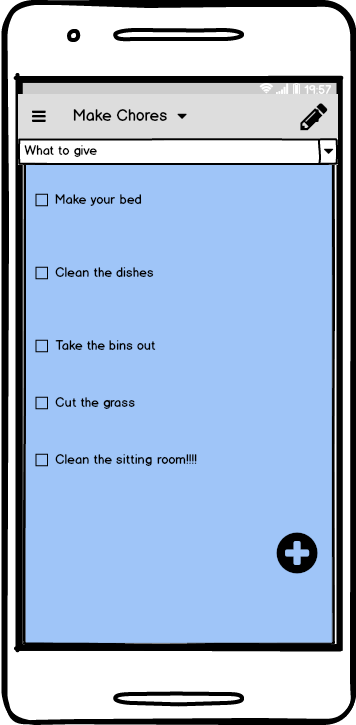 19:57
Make Chores
What to give
Make your bed
Clean the dishes
Take the bins out
Cut the grass
Clean the sitting room!!!!